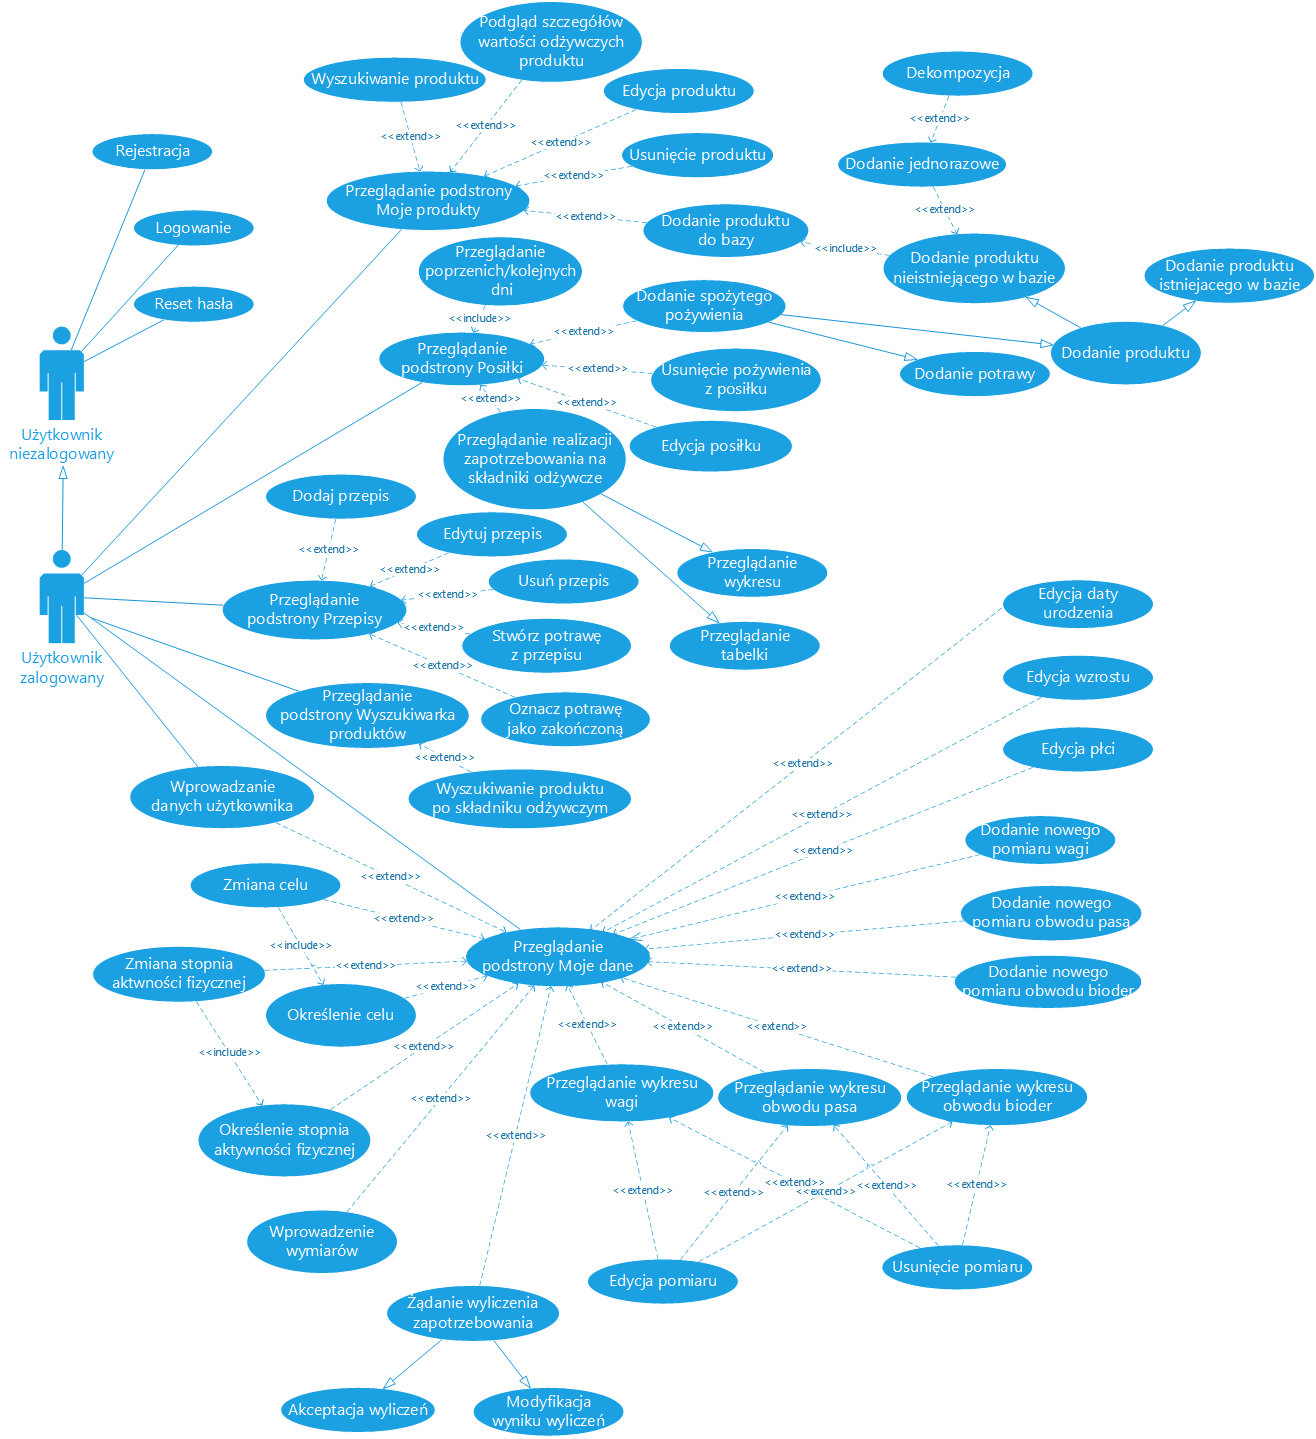 Podgląd szczegółów
wartości odżywczych
produktu
Wyszukiwanie produktu
Edycja produktu
Dekompozycja
<<extend>>
<<extend>>
<<extend>>
<<extend>>
Rejestracja
Usunięcie produktu
Dodanie jednorazowe
<<extend>>
Przeglądanie podstrony
Moje produkty
<<extend>>
<<extend>>
Logowanie
Dodanie produktu
do bazy
<<include>>
Przeglądanie
poprzenich/kolejnych
dni
Dodanie produktu
nieistniejącego w bazie
Dodanie produktu
istniejacego w bazie
Reset hasła
Dodanie spożytego
pożywienia
<<include>>
<<extend>>
Przeglądanie
podstrony Posiłki
Dodanie produktu
<<extend>>
Usunięcie pożywienia
z posiłku
Dodanie potrawy
<<extend>>
<<extend>>
Użytkownik
niezalogowany
Przeglądanie realizacji
zapotrzebowania na
składniki odżywcze
Edycja posiłku
Dodaj przepis
Edytuj przepis
<<extend>>
<<extend>>
Usuń przepis
Przeglądanie
wykresu
<<extend>>
Przeglądanie
podstrony Przepisy
Edycja daty
urodzenia
<<extend>>
Stwórz potrawę
z przepisu
Przeglądanie
tabelki
Użytkownik
zalogowany
<<extend>>
Edycja wzrostu
Przeglądanie
podstrony Wyszukiwarka
produktów
Oznacz potrawę
jako zakończoną
Edycja płci
<<extend>>
<<extend>>
Wprowadzanie
danych użytkownika
Wyszukiwanie produktu
po składniku odżywczym
<<extend>>
Dodanie nowego
pomiaru wagi
<<extend>>
<<extend>>
Zmiana celu
<<extend>>
Dodanie nowego
pomiaru obwodu pasa
<<extend>>
<<extend>>
<<include>>
Przeglądanie
podstrony Moje dane
Zmiana stopnia
aktwności fizycznej
<<extend>>
<<extend>>
Dodanie nowego
pomiaru obwodu bioder
<<extend>>
Określenie celu
<<extend>>
<<extend>>
<<extend>>
<<include>>
<<extend>>
Przeglądanie wykresu
wagi
Przeglądanie wykresu
obwodu pasa
Przeglądanie wykresu
obwodu bioder
<<extend>>
Określenie stopnia
aktywności fizycznej
<<extend>>
<<extend>>
<<extend>>
<<extend>>
<<extend>>
<<extend>>
<<extend>>
Wprowadzenie
wymiarów
Edycja pomiaru
Usunięcie pomiaru
Żądanie wyliczenia
zapotrzebowania
Akceptacja wyliczeń
Modyfikacja
wyniku wyliczeń